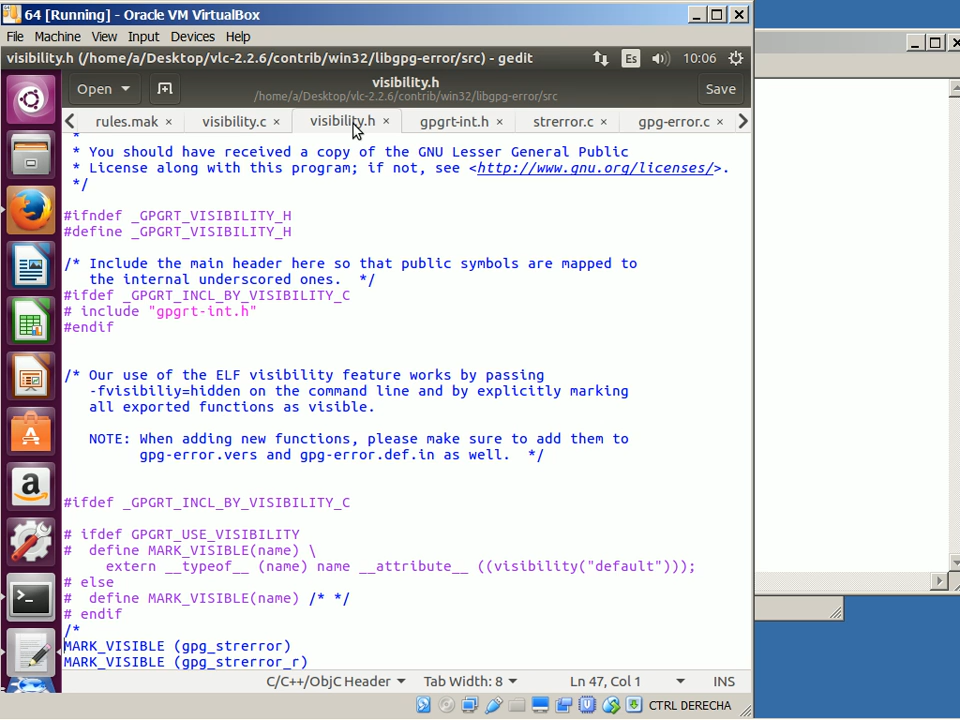 64 [Running] - Oracle VM VirtualBox
File Machine View Input Devices Help
visibility.h (/home/a/Desktop/vlc-2.2.6/contrib/win32/libgpg-error/src) - gedit Es 10:06
Open visibility.h Save
/home/a/Desktop/vlc-2.2.6/contrib/win32/libgpg-error/src
rules.mak × visibility.c × visibility.h × gpgrt-int.h × strerror.c × gpg-error.c ×
*
* You should have received a copy of the GNU Lesser General Public
* License along with this program; if not, see <http://www.gnu.org/licenses/>.
*/
#ifndef _GPGRT_VISIBILITY_H
#define _GPGRT_VISIBILITY_H
/* Include the main header here so that public symbols are mapped to
the internal underscored ones. */
#ifdef _GPGRT_INCL_BY_VISIBILITY_C
# include "gpgrt-int.h"
#endif
/* Our use of the ELF visibility feature works by passing
-fvisibiliy=hidden on the command line and by explicitly marking
all exported functions as visible.
NOTE: When adding new functions, please make sure to add them to
gpg-error.vers and gpg-error.def.in as well. */
#ifdef _GPGRT_INCL_BY_VISIBILITY_C
# ifdef GPGRT_USE_VISIBILITY
# define MARK_VISIBLE(name) \
extern __typeof__ (name) name __attribute__ ((visibility("default")));
# else
# define MARK_VISIBLE(name) /* */
# endif
/*
MARK_VISIBLE (gpg_strerror)
MARK_VISIBLE (gpg_strerror_r)
C/C++/ObjC Header Tab Width: 8 Ln 47, Col 1 INS
CTRL DERECHA